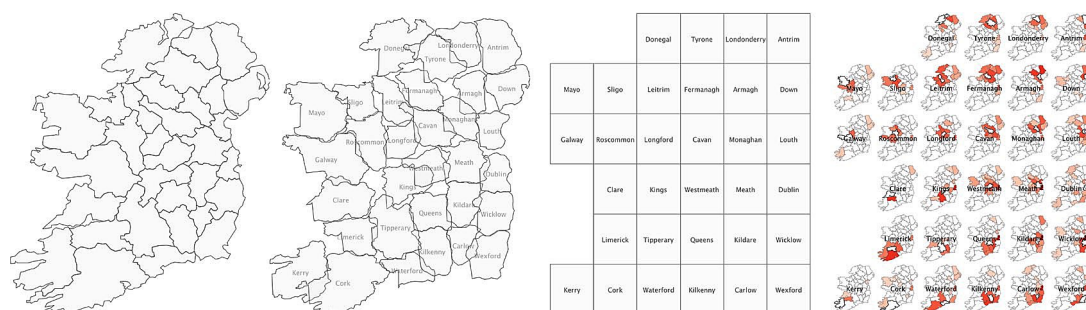 Donegal
Londonderry
Antrim
Tyrone
Fermanagh
Armagh
Down
Mayo
Sligo
Leitrim
Cavan
Monaghan
Louth
Roscommon
Longford
Galway
Westmeath
Meath
Dublin
Kings
Clare
Queens
Kildare
Wicklow
Limerick
Tipperary
Kilkenny
Carlow
Wexford
Kerry
Cork
Waterford
Donegal Tyrone Londonderry Antrim
Mayo Sligo Leitrim Fermanagh Armagh Down
Galway Roscommon Longford Cavan Monaghan Louth
Clare Kings Westmeath Meath Dublin
Limerick Tipperary Queens Kildare Wicklow
Kerry Cork Waterford Kilkenny Carlow Wexford
Donegal Tyrone Londonderry Antrim
Mayo Sligo Leitrim Fermanagh Armagh Down
Galway Roscommon Longford Cavan Monaghan Louth
Clare Kings Westmeath Meath Dublin
Limerick Tipperary Queens Kildare Wicklow
Kerry Cork Waterford Kilkenny Carlow Wexford